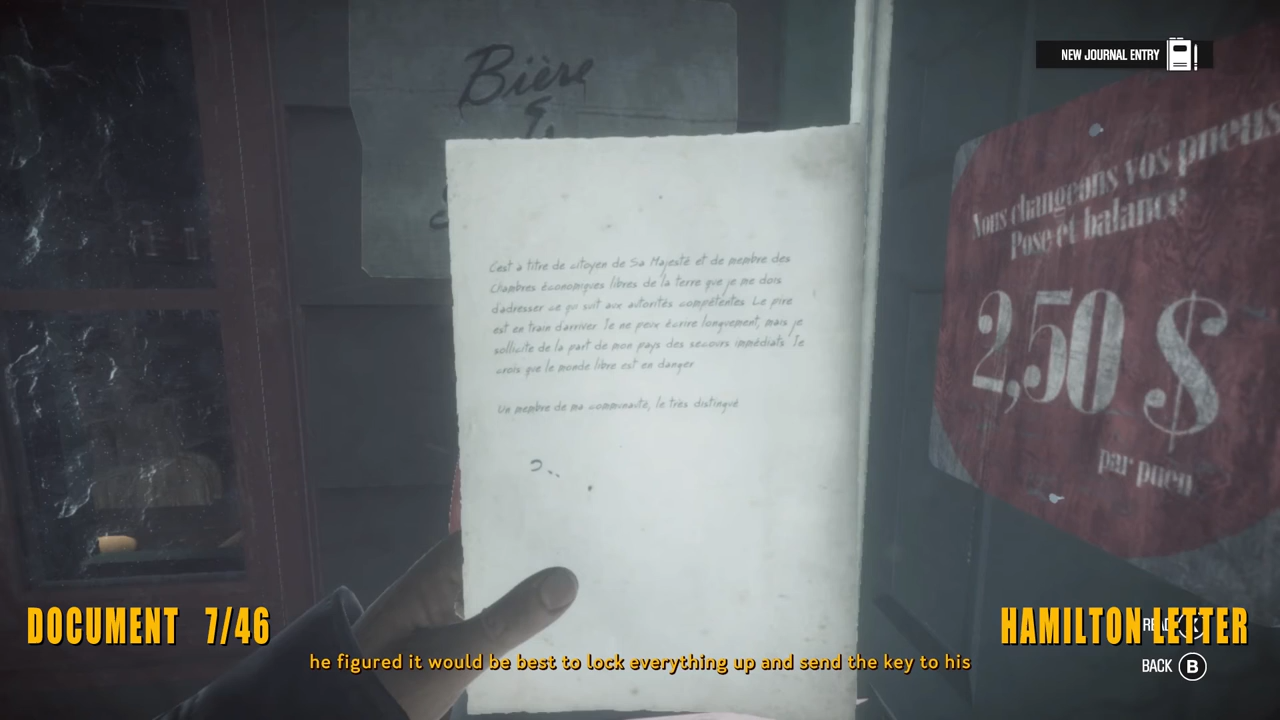 NEW JOURNAL ENTRY
Bière
&
Nous changeons vos pneus
Pose et balance
2,50 $
par pneu
C'est à titre de citoyen de Sa Majesté et de membre des
Chambres économiques libres de la terre que je me dois
d'adresser ce qui suit aux autorités compétentes. Le pire
est en train d'arriver. Je ne peux écrire longuement, mais je
sollicite de la part de mon pays des secours immédiats. Je
crois que le monde libre est en danger.
Un membre de ma communauté, le très distingué
DOCUMENT 7/46
HAMILTON LETTER
he figured it would be best to lock everything up and send the key to his
BACK B